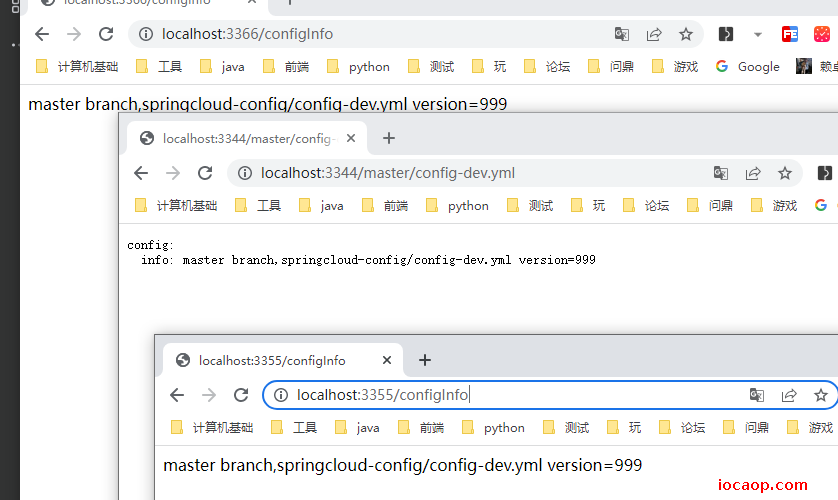 localhost:3366/configInfo
计算机基础 工具 java 前端 python 测试 玩 论坛 问鼎 游戏 Google
master branch,springcloud-config/config-dev.yml version=999
localhost:3344/master/config-
localhost:3344/master/config-dev.yml
计算机基础 工具 java 前端 python 测试 玩 论坛 问鼎 游戏
config:
info: master branch,springcloud-config/config-dev.yml version=999
localhost:3355/configInfo
localhost:3355/configInfo
计算机基础 工具 java 前端 python 测试 玩 论坛 问鼎 游戏
master branch,springcloud-config/config-dev.yml version=999
iocaop.com